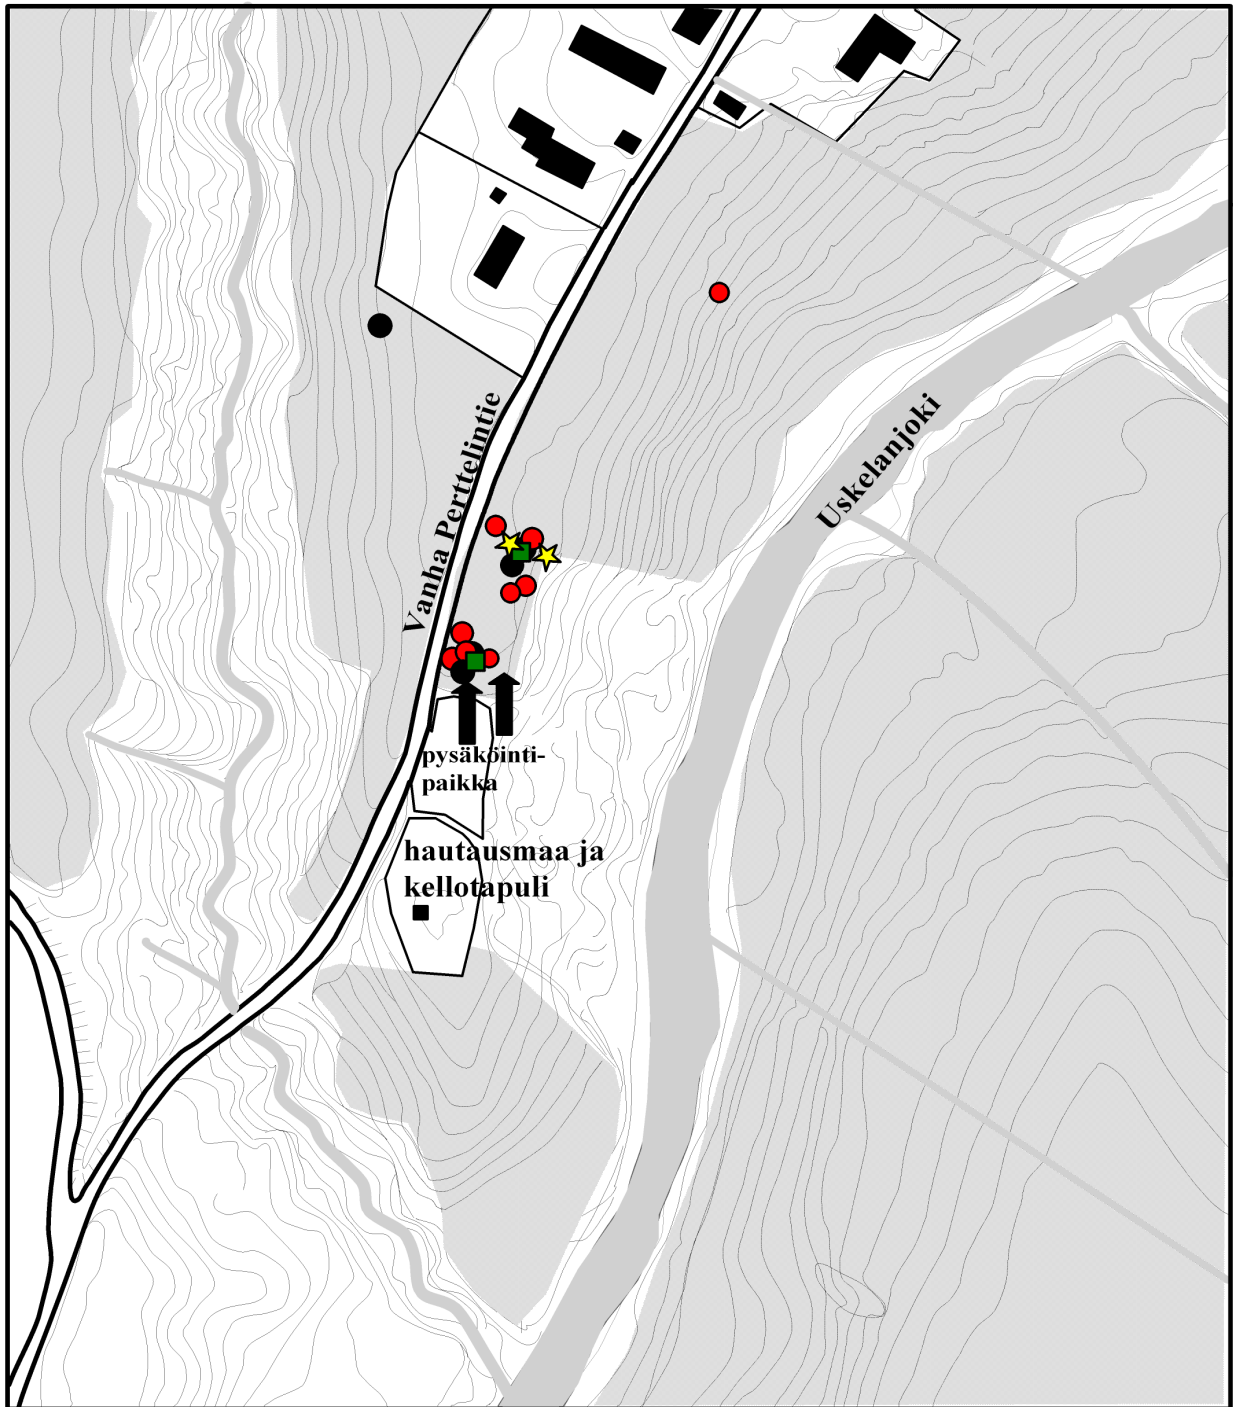 Vanha Perttelintie
Uskelanjoki
pysäköinti-
paikka
hautausmaa ja
kellotapuli